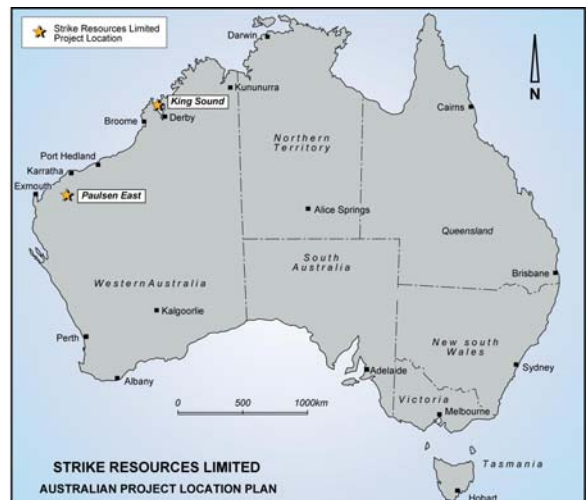 Strike Resources Limited
Project Location
Darwin
N
Kununurra
King Sound
Derby
Broome
Cairns
Northern
Territory
Port Hedland
Karratha
Exmouth
Paulsen East
Alice Springs
Queensland
South
Australia
Western Australia
Brisbane
Kalgoorlie
New south
Wales
Perth
Adelaide
Sydney
Albany
Victoria
Melbourne
0 500 1000km
Tasmania
Hobart
STRIKE RESOURCES LIMITED
AUSTRALIAN PROJECT LOCATION PLAN